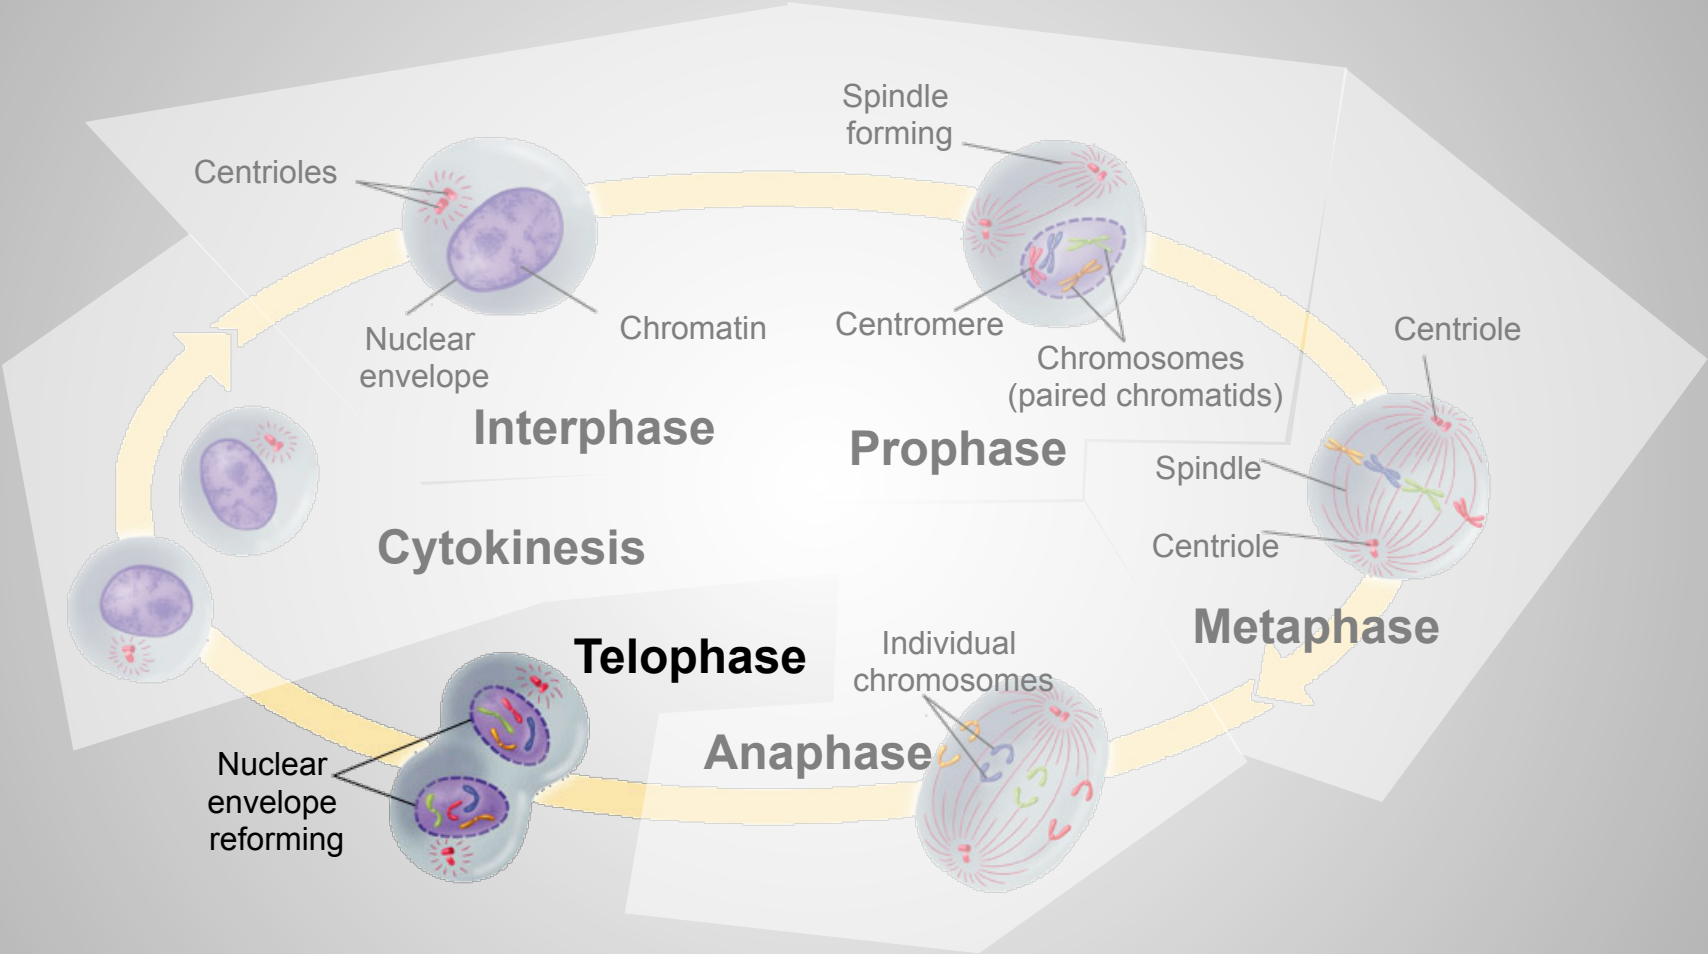 Spindle
forming
Centrioles
Nuclear
envelope
Chromatin
Centromere
Chromosomes
(paired chromatids)
Centriole
Interphase
Prophase
Spindle
Centriole
Cytokinesis
Metaphase
Telophase
Individual
chromosomes
Anaphase
Nuclear
envelope
reforming